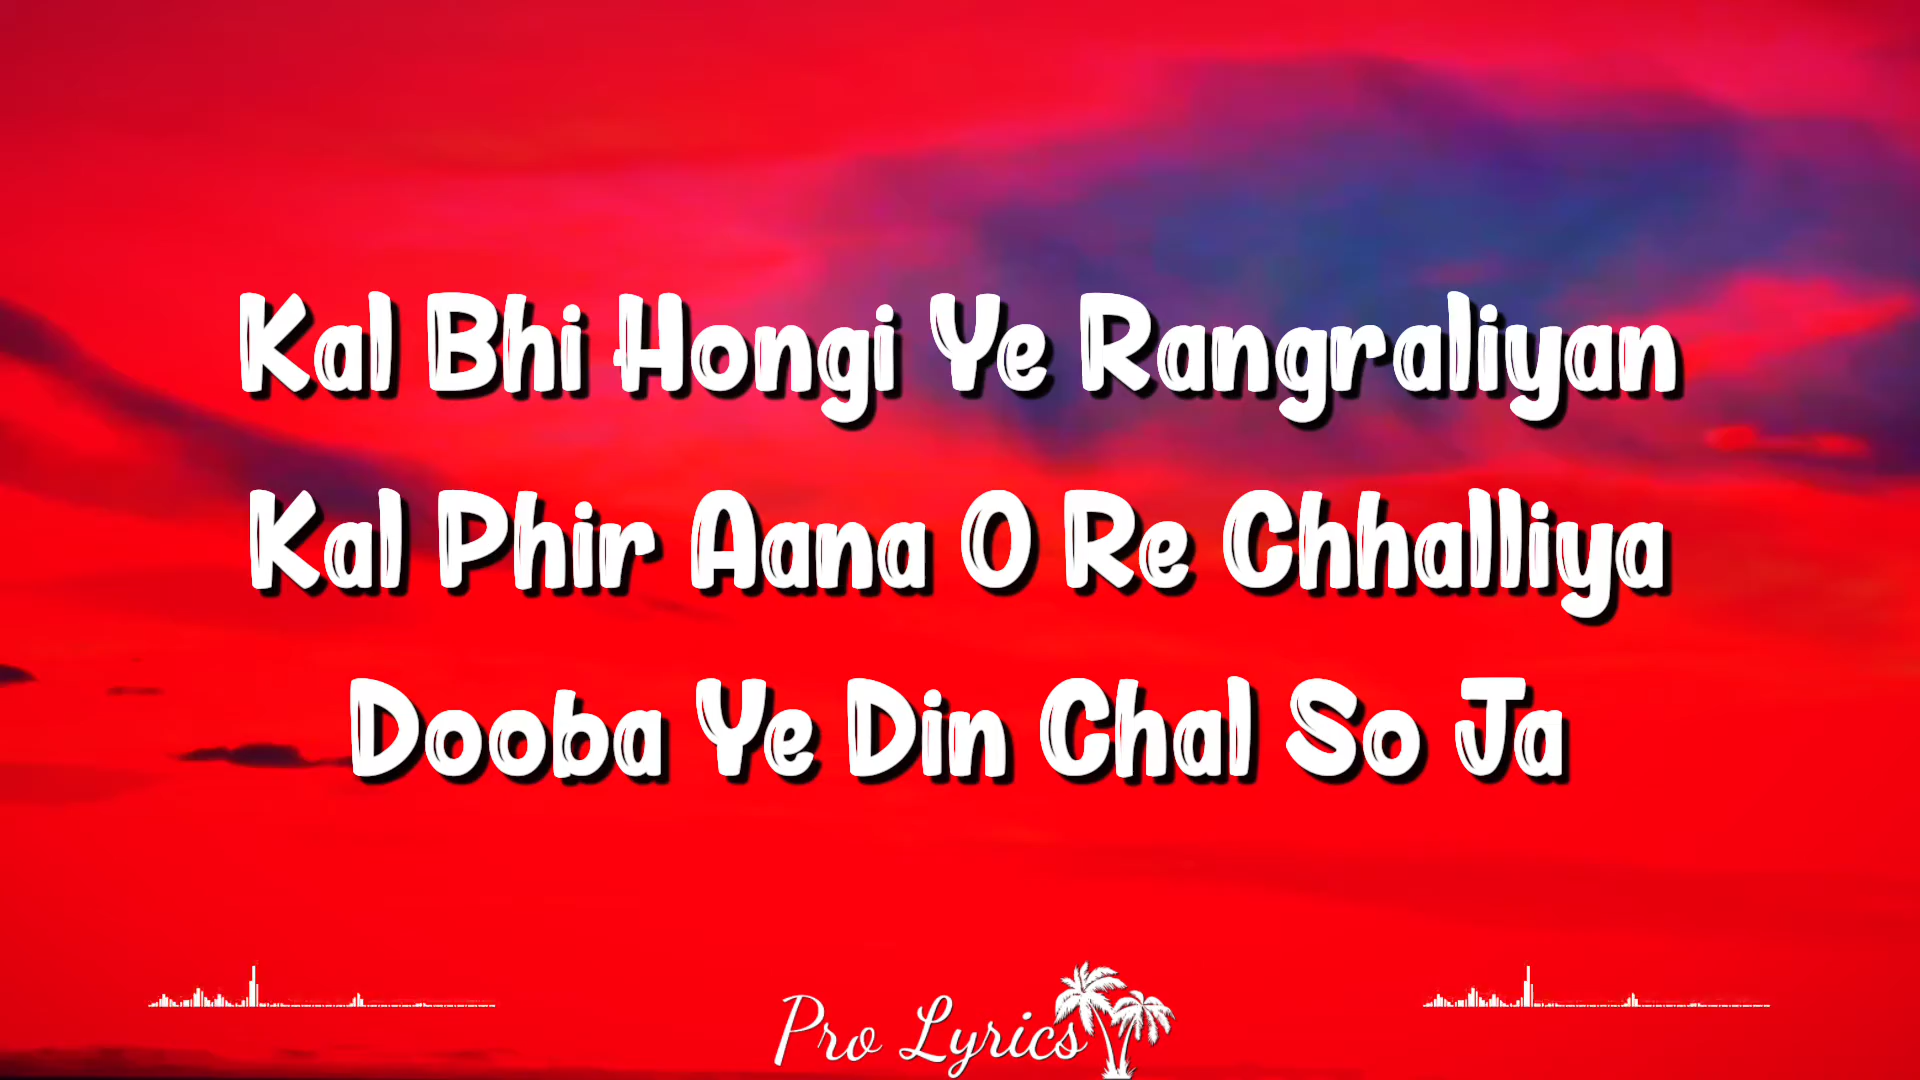 Kal Bhi Hongi Ye Rangraliyan
Kal Phir Aana O Re Chhalliya
Dooba Ye Din Chal So Ja
Pro Lyrics